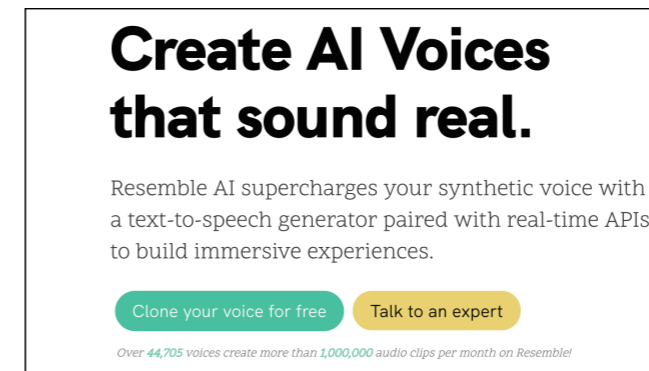 Create AI Voices
that sound real.
Resemble AI supercharges your synthetic voice with
a text-to-speech generator paired with real-time APIs
to build immersive experiences.
Clone your voice for free
Talk to an expert
Over 44,705 voices create more than 1,000,000 audio clips per month on Resemble!